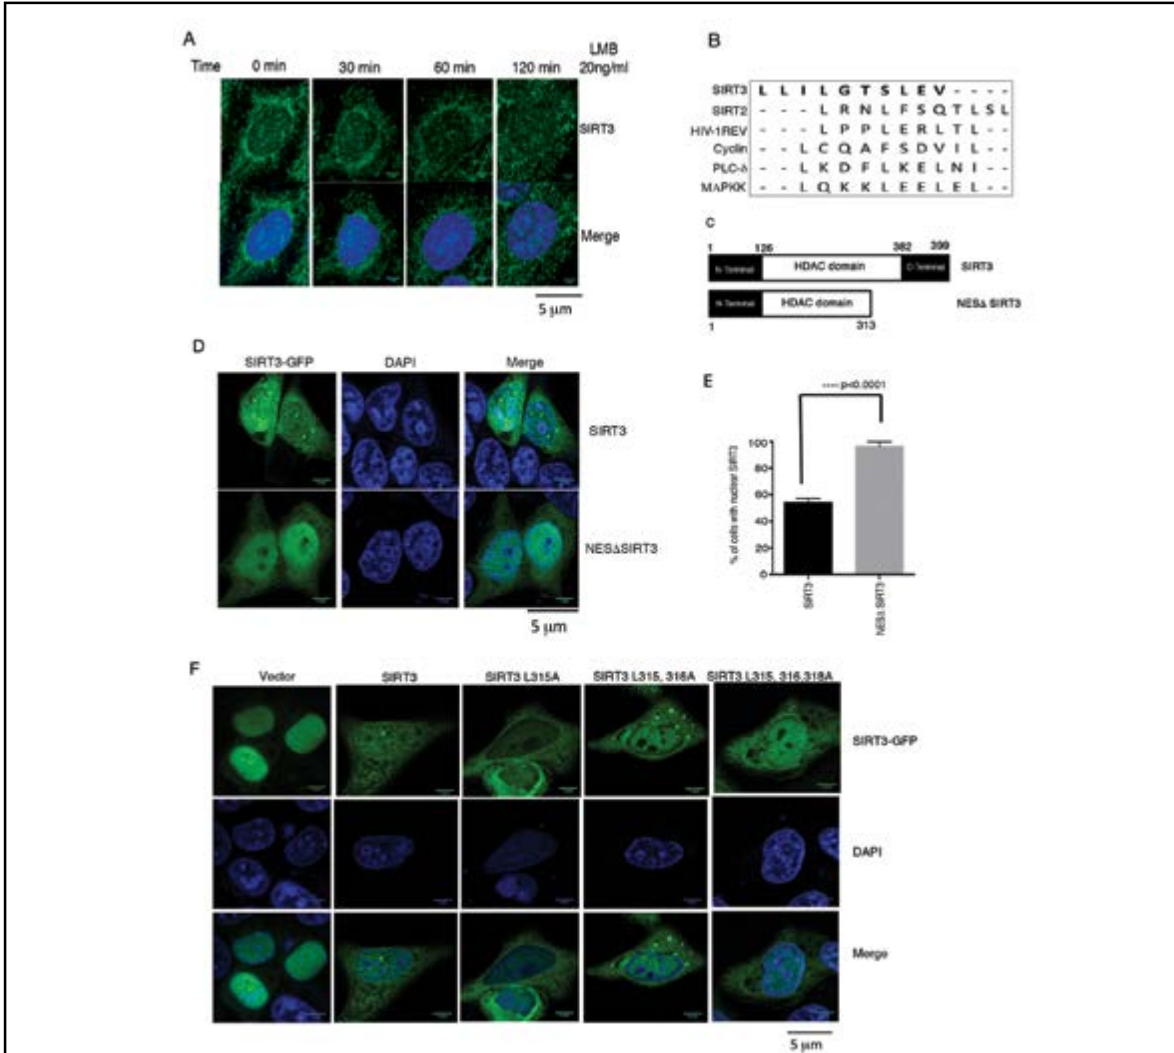 A
LMB
Time 0 min 30 min 60 min 120 min 20ng/ml
SIRT3
Merge
5 μm
B
SIRT3 L L I L G T S L E V - - - -
SIRT2 - - - L R N L F S Q T L S L
HIV-1REV - - - L P P L E R L T L - -
Cyclin - - L C Q A F S D V I L - -
PLC-δ - - L K D F L K E L N I - -
MAPKK - - L Q K K L E E L E L - -
C
1 126 382 399
N-Terminal HDAC domain C-Terminal SIRT3
N-Terminal HDAC domain NESΔ SIRT3
1 313
D
SIRT3-GFP DAPI Merge
SIRT3
NESΔSIRT3
5 μm
E
---- p<0.0001
% of cells with nuclear SIRT3
100
80
60
40
20
0
SIRT3
NESΔ SIRT3
F
Vector SIRT3 SIRT3 L315A SIRT3 L315, 316A SIRT3 L315, 316,318A
SIRT3-GFP
DAPI
Merge
5 μm